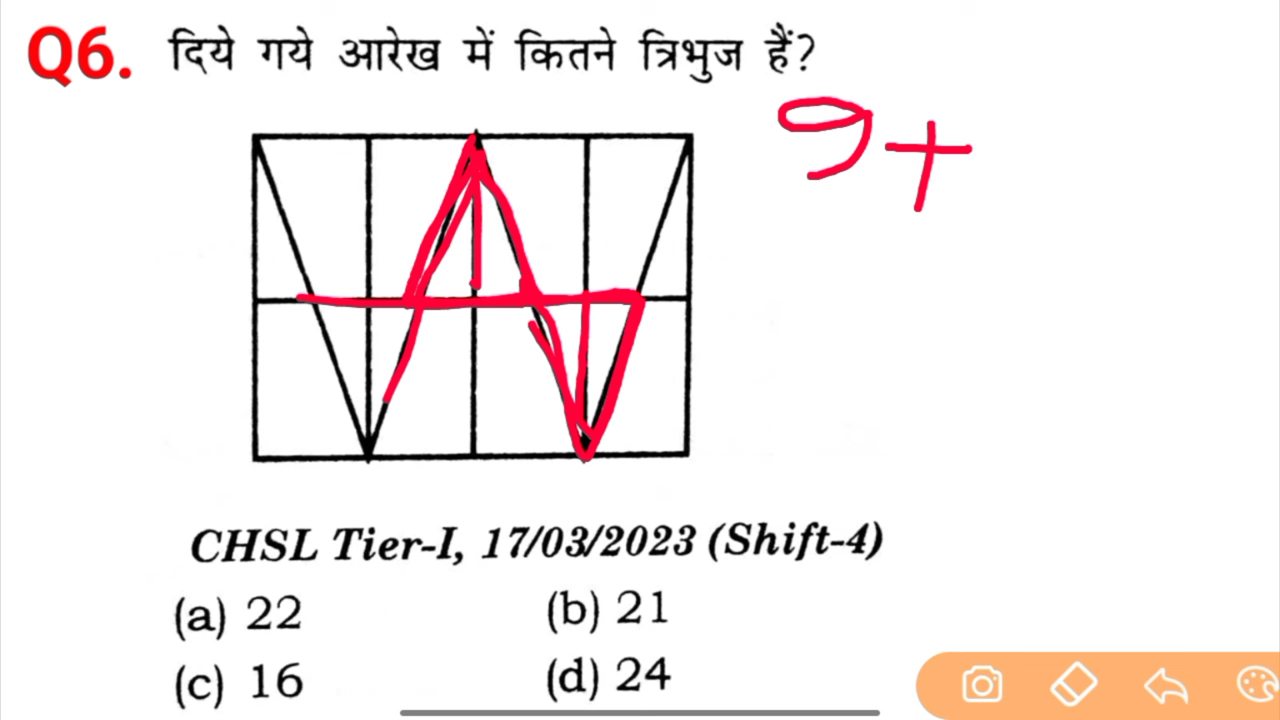 Q6. दिये गये आरेख में कितने त्रिभुज हैं?
9+
CHSL Tier-I, 17/03/2023 (Shift-4)
(a) 22 (b) 21
(c) 16 (d) 24